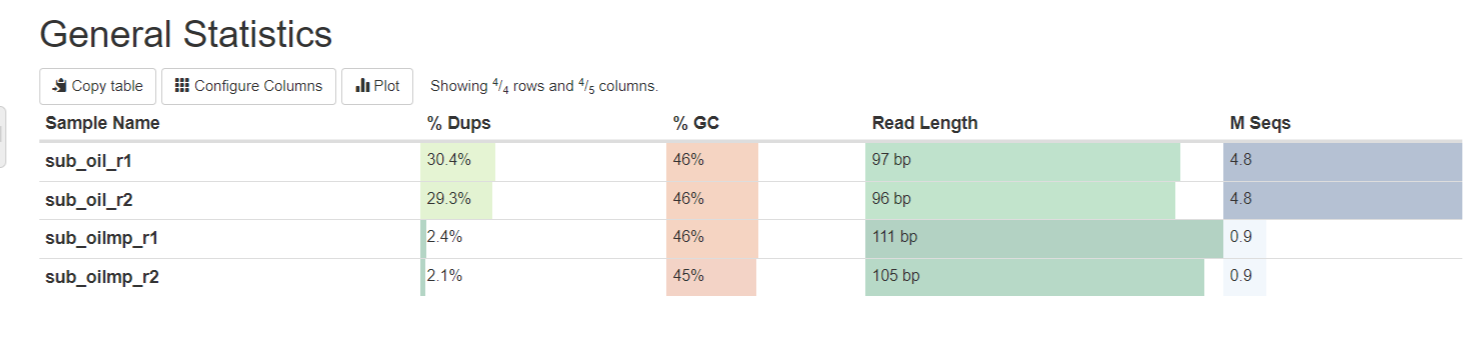 General Statistics
Copy table Configure Columns Plot Showing 4/4 rows and 4/5 columns.
Sample Name % Dups % GC Read Length M Seqs
sub_oil_r1 30.4% 46% 97 bp 4.8
sub_oil_r2 29.3% 46% 96 bp 4.8
sub_oilmp_r1 2.4% 46% 111 bp 0.9
sub_oilmp_r2 2.1% 45% 105 bp 0.9